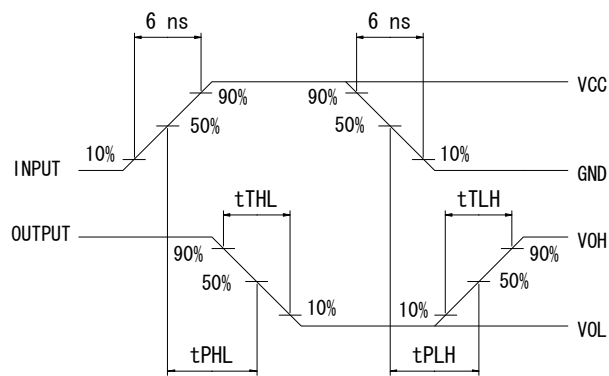 6 ns 6 ns
90% 90% VCC
50% 50%
10% 10%
INPUT GND
tTHL tTLH
OUTPUT VOH
90% 90%
50% 50%
10% 10%
VOL
tPHL tPLH